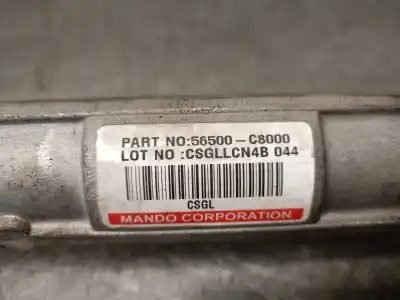 PART NO:56500-C8000
LOT NO :CSGLLCN4B 044
CSGL
MANDO CORPORATION